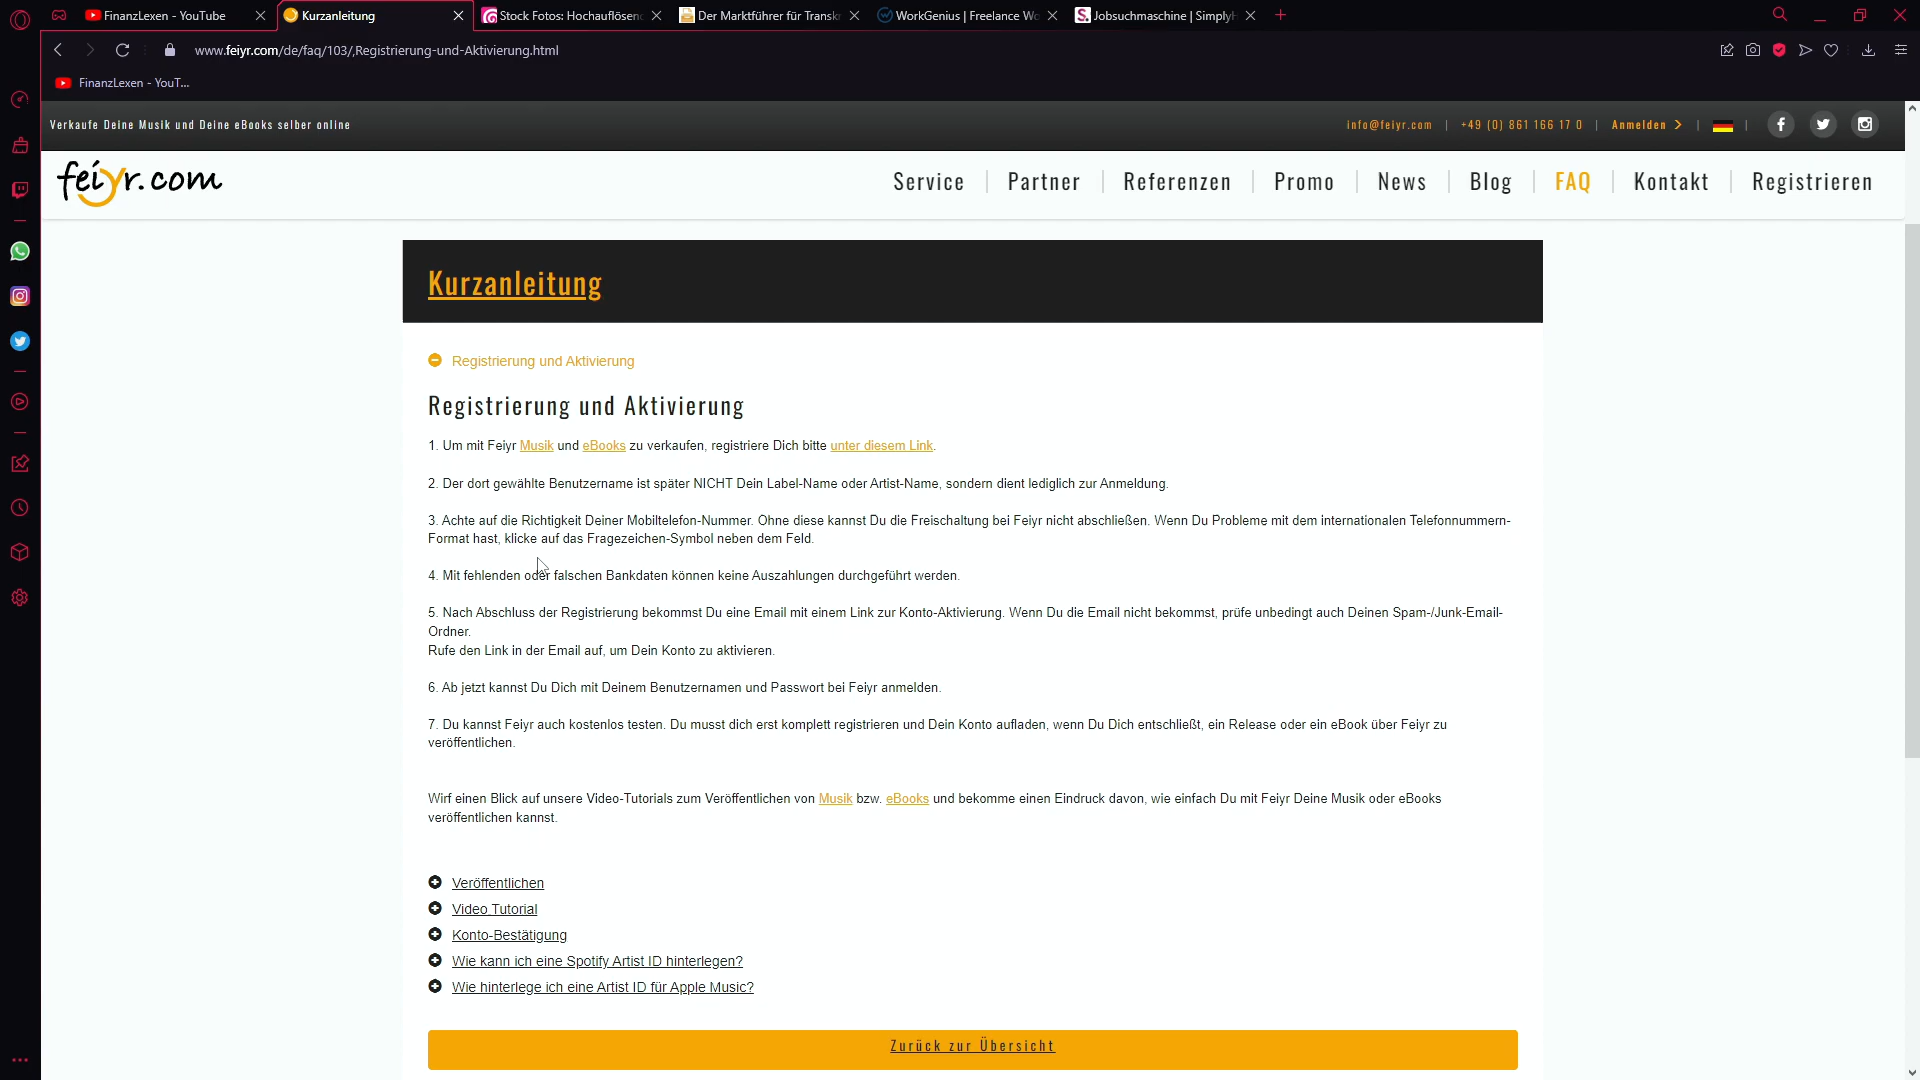 FinanzLexen - YouTube
Kurzanleitung
Stock Fotos: Hochauflösen
Der Marktführer für Transkr
WorkGenius | Freelance Wo
Jobsuchmaschine | SimplyH
www.feiyr.com/de/faq/103/,Registrierung-und-Aktivierung.html
FinanzLexen - YouT...
Verkaufe Deine Musik und Deine eBooks selber online
info@feiyr.com | +49 (0) 861 166 17 0 | Anmelden >
feiyr.com
Service | Partner | Referenzen | Promo | News | Blog | FAQ | Kontakt | Registrieren
Kurzanleitung
Registrierung und Aktivierung
Registrierung und Aktivierung
1. Um mit Feiyr Musik und eBooks zu verkaufen, registriere Dich bitte unter diesem Link.
2. Der dort gewählte Benutzername ist später NICHT Dein Label-Name oder Artist-Name, sondern dient lediglich zur Anmeldung.
3. Achte auf die Richtigkeit Deiner Mobiltelefon-Nummer. Ohne diese kannst Du die Freischaltung bei Feiyr nicht abschließen. Wenn Du Probleme mit dem internationalen Telefonnummern-
Format hast, klicke auf das Fragezeichen-Symbol neben dem Feld.
4. Mit fehlenden oder falschen Bankdaten können keine Auszahlungen durchgeführt werden.
5. Nach Abschluss der Registrierung bekommst Du eine Email mit einem Link zur Konto-Aktivierung. Wenn Du die Email nicht bekommst, prüfe unbedingt auch Deinen Spam-/Junk-Email-
Ordner.
Rufe den Link in der Email auf, um Dein Konto zu aktivieren.
6. Ab jetzt kannst Du Dich mit Deinem Benutzernamen und Passwort bei Feiyr anmelden.
7. Du kannst Feiyr auch kostenlos testen. Du musst dich erst komplett registrieren und Dein Konto aufladen, wenn Du Dich entschließt, ein Release oder ein eBook über Feiyr zu
veröffentlichen.
Wirf einen Blick auf unsere Video-Tutorials zum Veröffentlichen von Musik bzw. eBooks und bekomme einen Eindruck davon, wie einfach Du mit Feiyr Deine Musik oder eBooks
veröffentlichen kannst.
Veröffentlichen
Video Tutorial
Konto-Bestätigung
Wie kann ich eine Spotify Artist ID hinterlegen?
Wie hinterlege ich eine Artist ID für Apple Music?
Zurück zur Übersicht